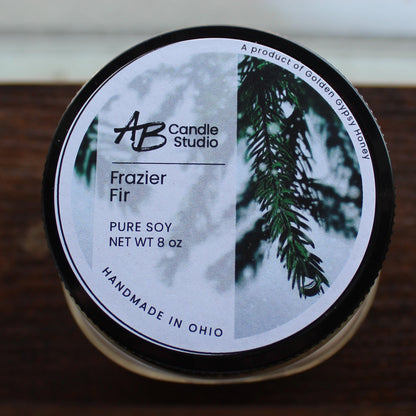 A product of Golden Gypsy Honey
AB Candle
Studio
Frazier
Fir
PURE SOY
NET WT 8 oz
HANDMADE IN OHIO